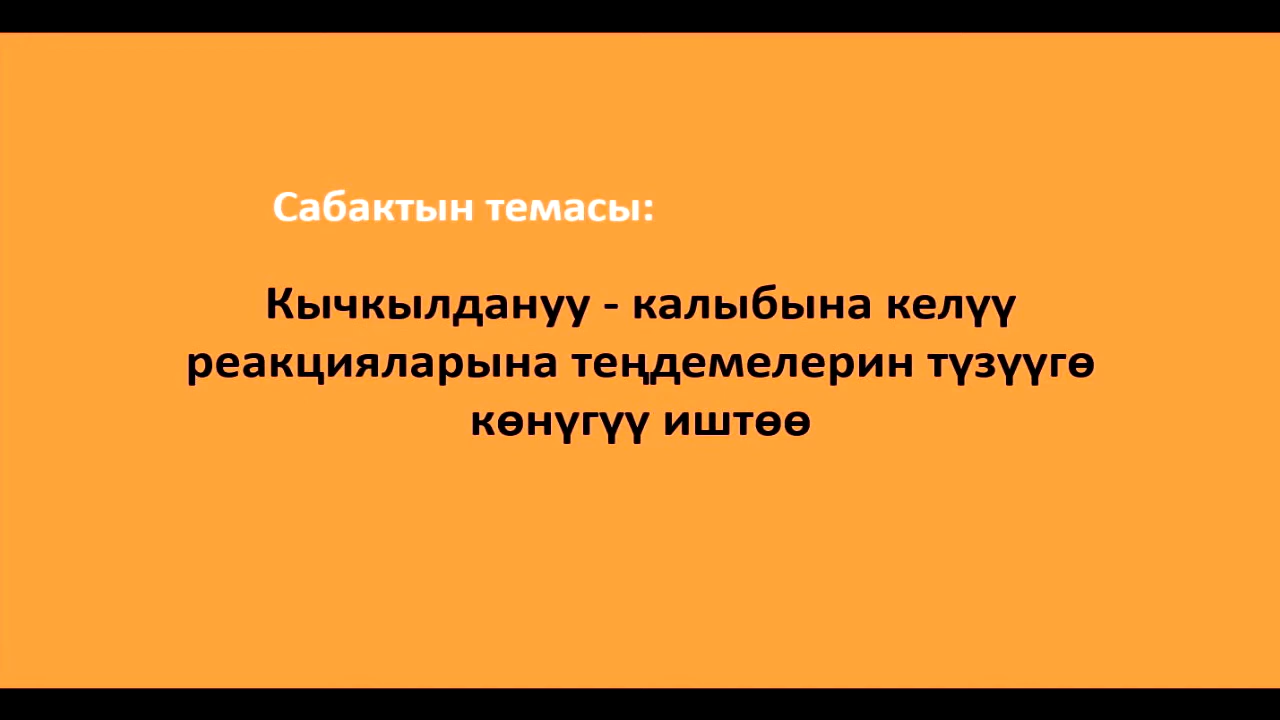 Сабактын темасы:
Кычкылдануу - калыбына келүү
реакцияларына теңдемелерин түзүүгө
көнүгүү иштөө